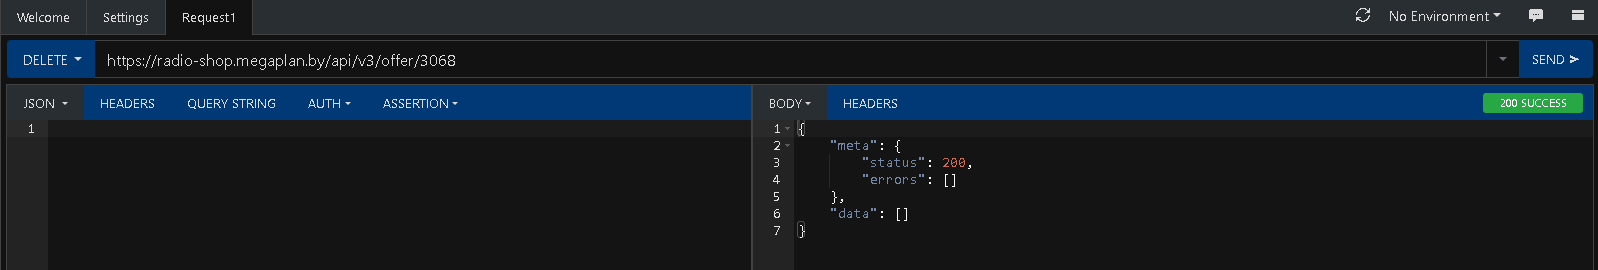 Welcome Settings Request1 No Environment
DELETE https://radio-shop.megaplan.by/api/v3/offer/3068 SEND
JSON HEADERS QUERY STRING AUTH ASSERTION BODY HEADERS 200 SUCCESS
1
1 {
2 "meta": {
3 "status": 200,
4 "errors": []
5 },
6 "data": []
7 }